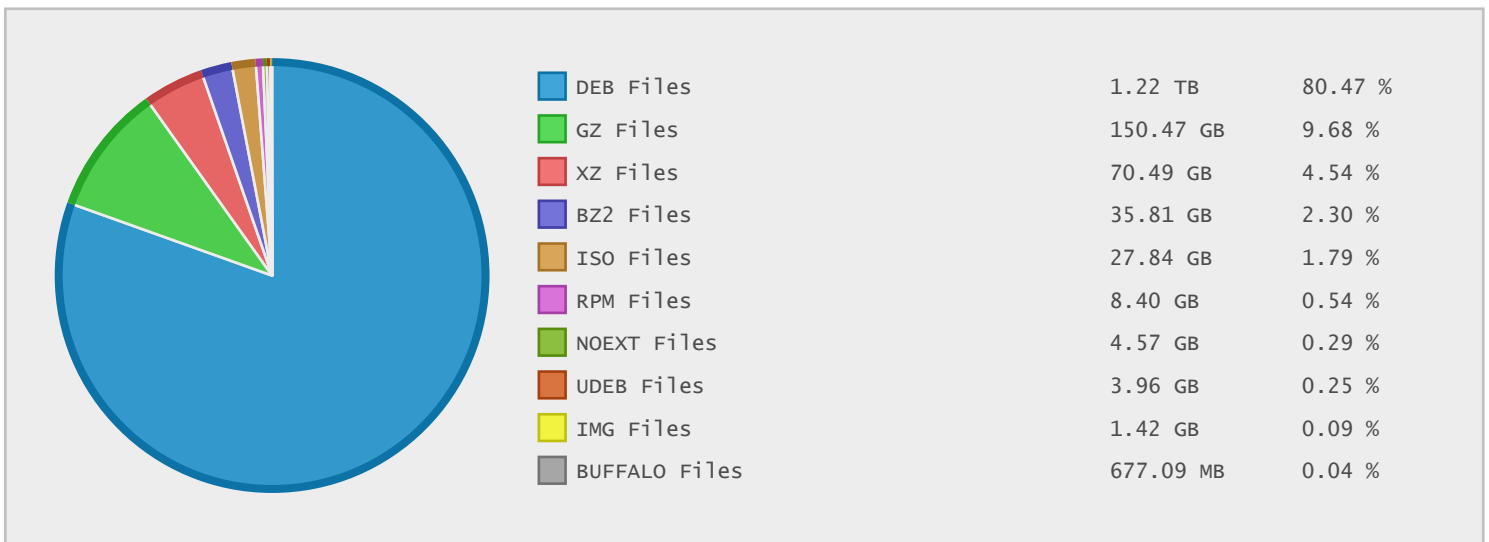 DEB Files 1.22 TB 80.47 %
GZ Files 150.47 GB 9.68 %
XZ Files 70.49 GB 4.54 %
BZ2 Files 35.81 GB 2.30 %
ISO Files 27.84 GB 1.79 %
RPM Files 8.40 GB 0.54 %
NOEXT Files 4.57 GB 0.29 %
UDEB Files 3.96 GB 0.25 %
IMG Files 1.42 GB 0.09 %
BUFFALO Files 677.09 MB 0.04 %